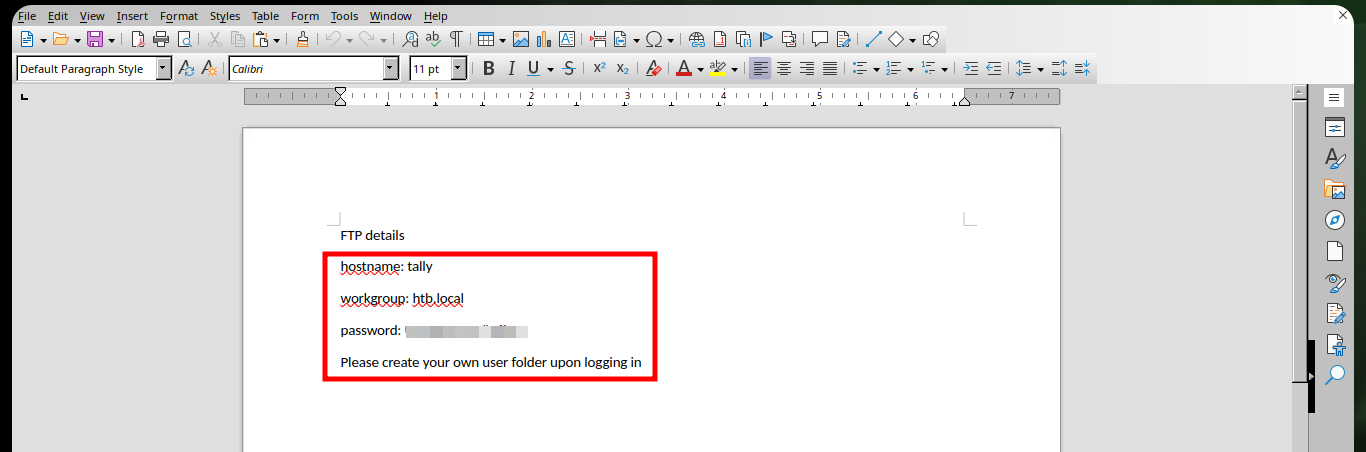 File Edit View Insert Format Styles Table Form Tools Window Help
Default Paragraph Style Calibri 11 pt
1 2 3 4 5 6 7
FTP details
hostname: tally
workgroup: htb.local
password:
Please create your own user folder upon logging in